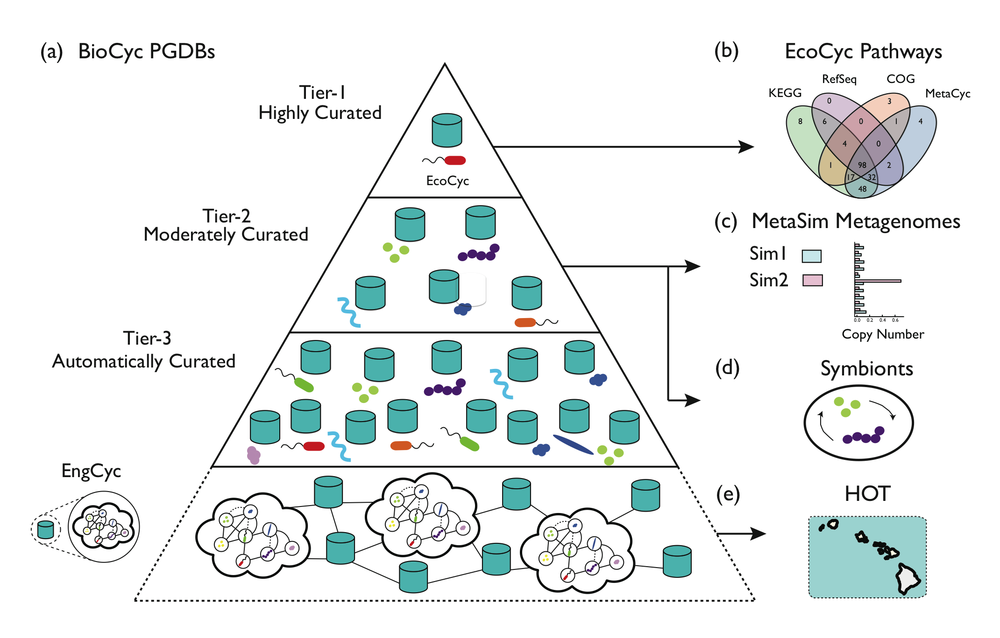 (a) BioCyc PGDBs
Tier-1
Highly Curated
EcoCyc
Tier-2
Moderately Curated
Tier-3
Automatically Curated
EngCyc
(b) EcoCyc Pathways
RefSeq COG
KEGG MetaCyc
0 3
8 6 0 1 4
4 0
1 98 2
17 32
48
(c) MetaSim Metagenomes
Sim1
Sim2
0.0 0.2 0.4 0.6
Copy Number
(d) Symbionts
(e) HOT